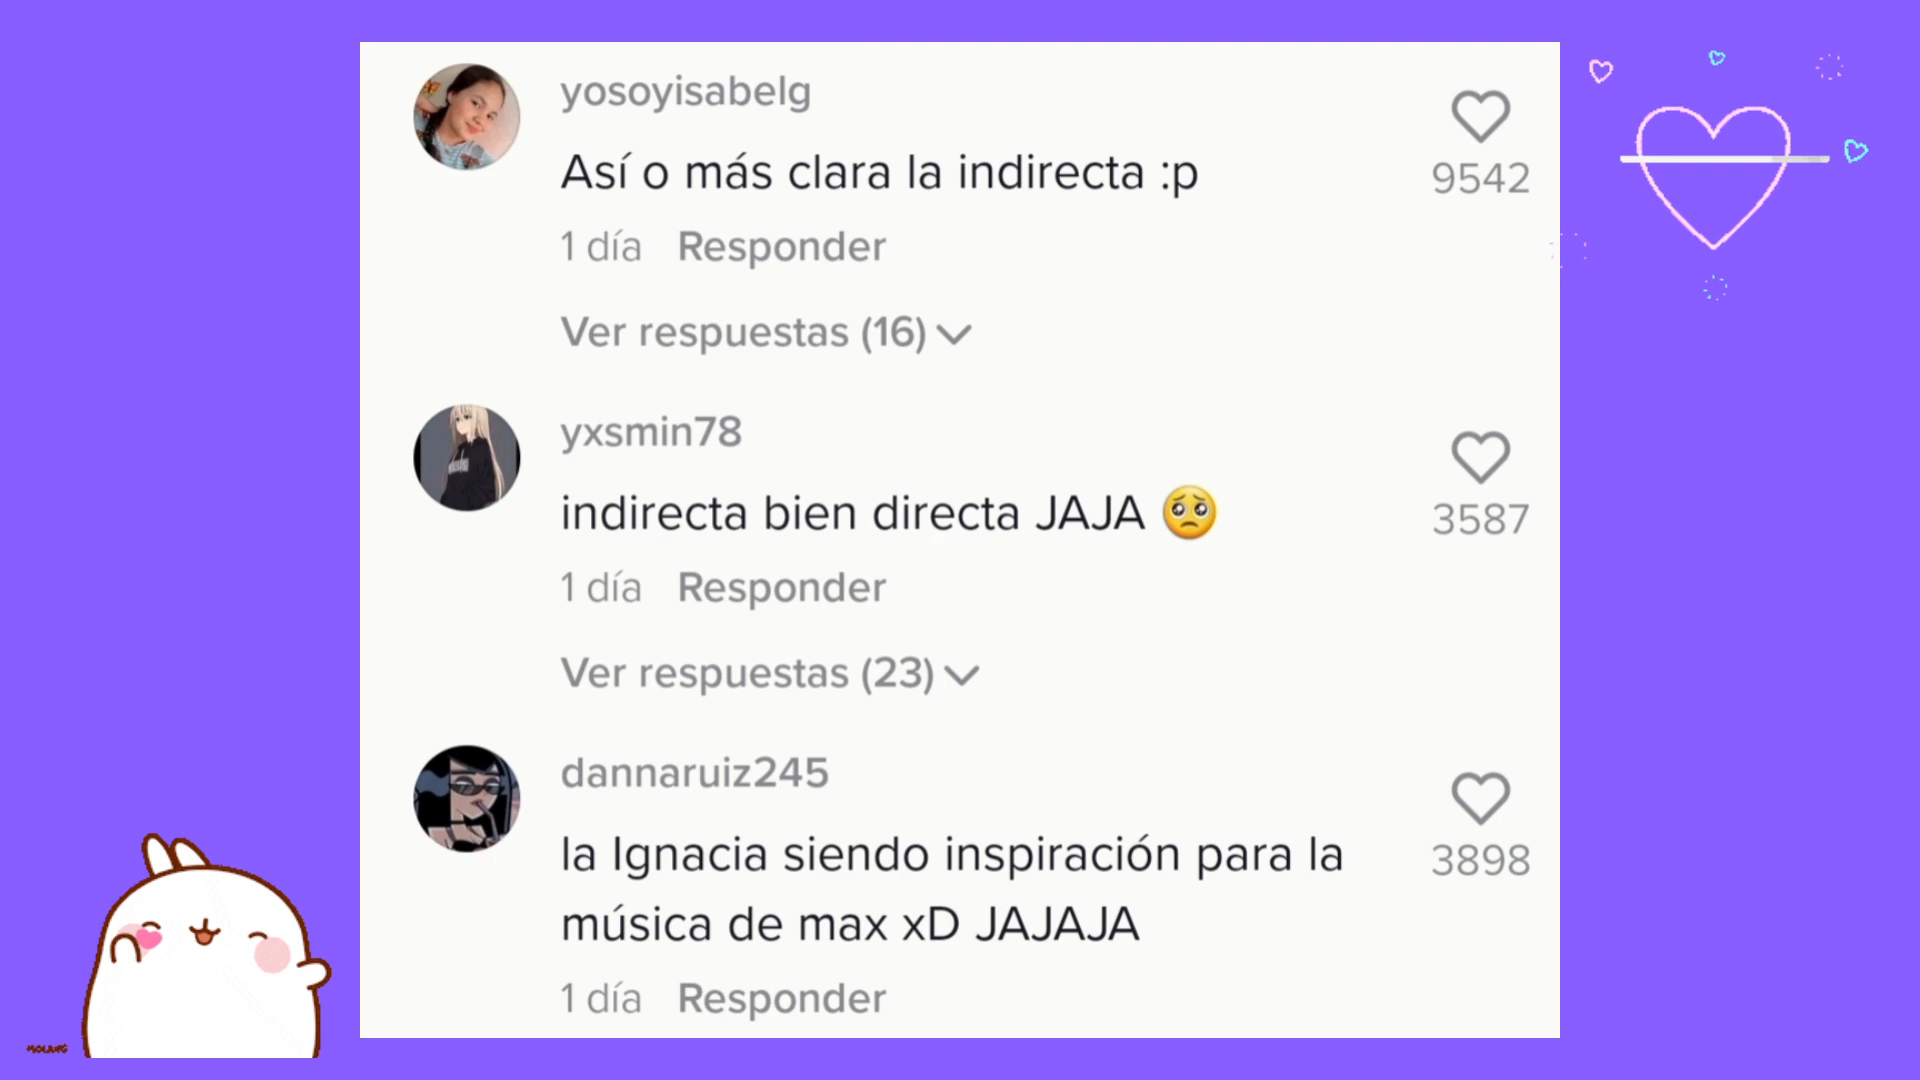 yosoyisabelg
Así o más clara la indirecta :p
9542
1 día Responder
Ver respuestas (16)
yxsmin78
indirecta bien directa JAJA 🥺
3587
1 día Responder
Ver respuestas (23)
dannaruiz245
la Ignacia siendo inspiración para la
música de max xD JAJAJA
3898
1 día Responder
MOLANG